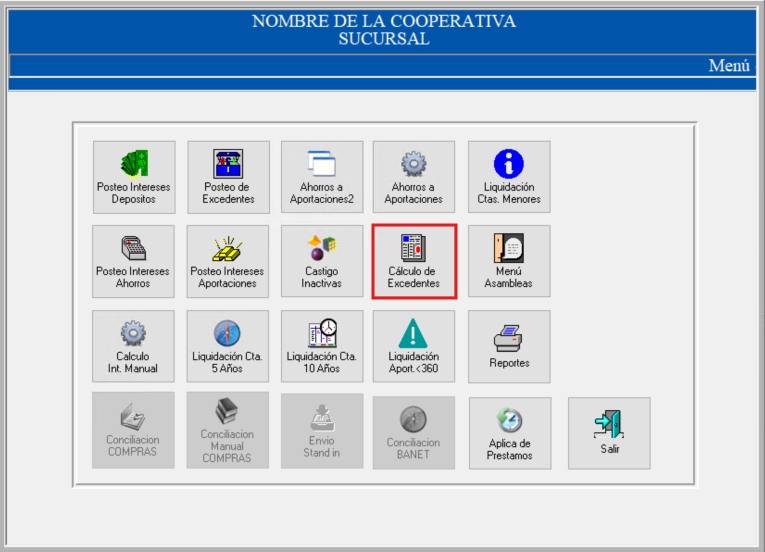 NOMBRE DE LA COOPERATIVA
SUCURSAL
Menú
Posteo Intereses
Depositos
Posteo de
Excedentes
Ahorros a
Aportaciones2
Ahorros a
Aportaciones
Liquidación
Ctas. Menores
Posteo Intereses
Ahorros
Posteo Intereses
Aportaciones
Castigo
Inactivas
Cálculo de
Excedentes
Menú
Asambleas
Calculo
Int. Manual
Liquidación Cta.
5 Años
Liquidación Cta.
10 Años
Liquidación
Aport.<360
Reportes
Conciliacion
COMPRAS
Conciliacion
Manual
COMPRAS
Envio
Stand in
Conciliacion
BANET
Aplica de
Prestamos
Salir